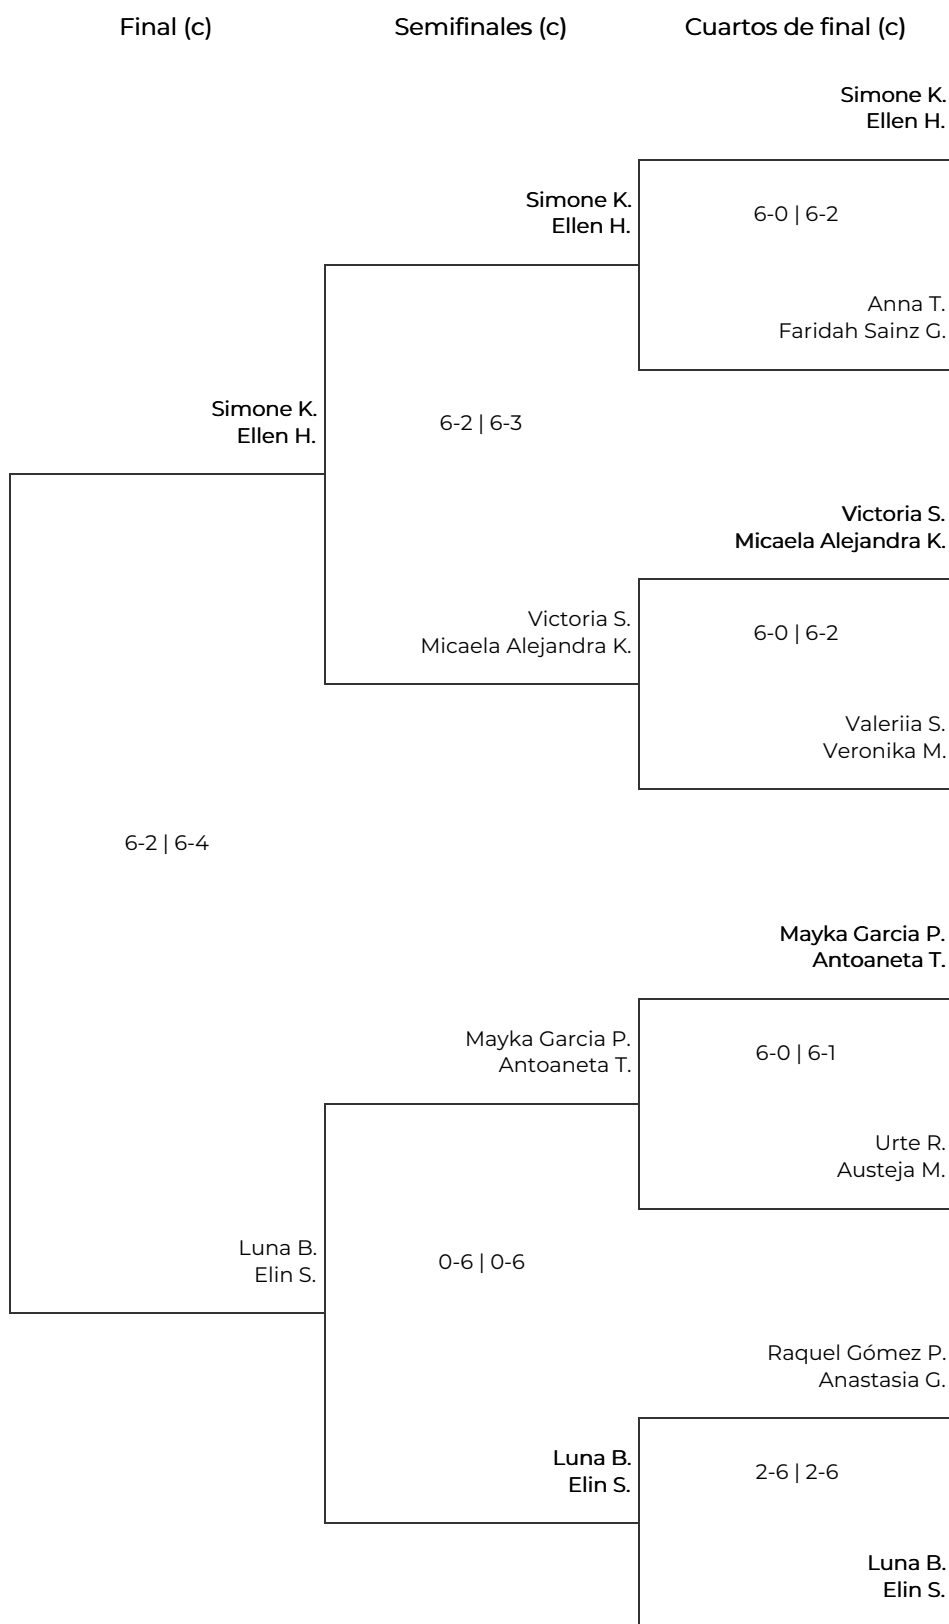 Final (c)
Semifinales (c)
Cuartos de final (c)
Simone K.
Ellen H.
Simone K.
Ellen H.
6-0 | 6-2
Anna T.
Faridah Sainz G.
Simone K.
Ellen H.
6-2 | 6-3
Victoria S.
Micaela Alejandra K.
Victoria S.
Micaela Alejandra K.
6-0 | 6-2
Valeriia S.
Veronika M.
6-2 | 6-4
Mayka Garcia P.
Antoaneta T.
Mayka Garcia P.
Antoaneta T.
6-0 | 6-1
Urte R.
Austeja M.
Luna B.
Elin S.
0-6 | 0-6
Raquel Gómez P.
Anastasia G.
Luna B.
Elin S.
2-6 | 2-6
Luna B.
Elin S.